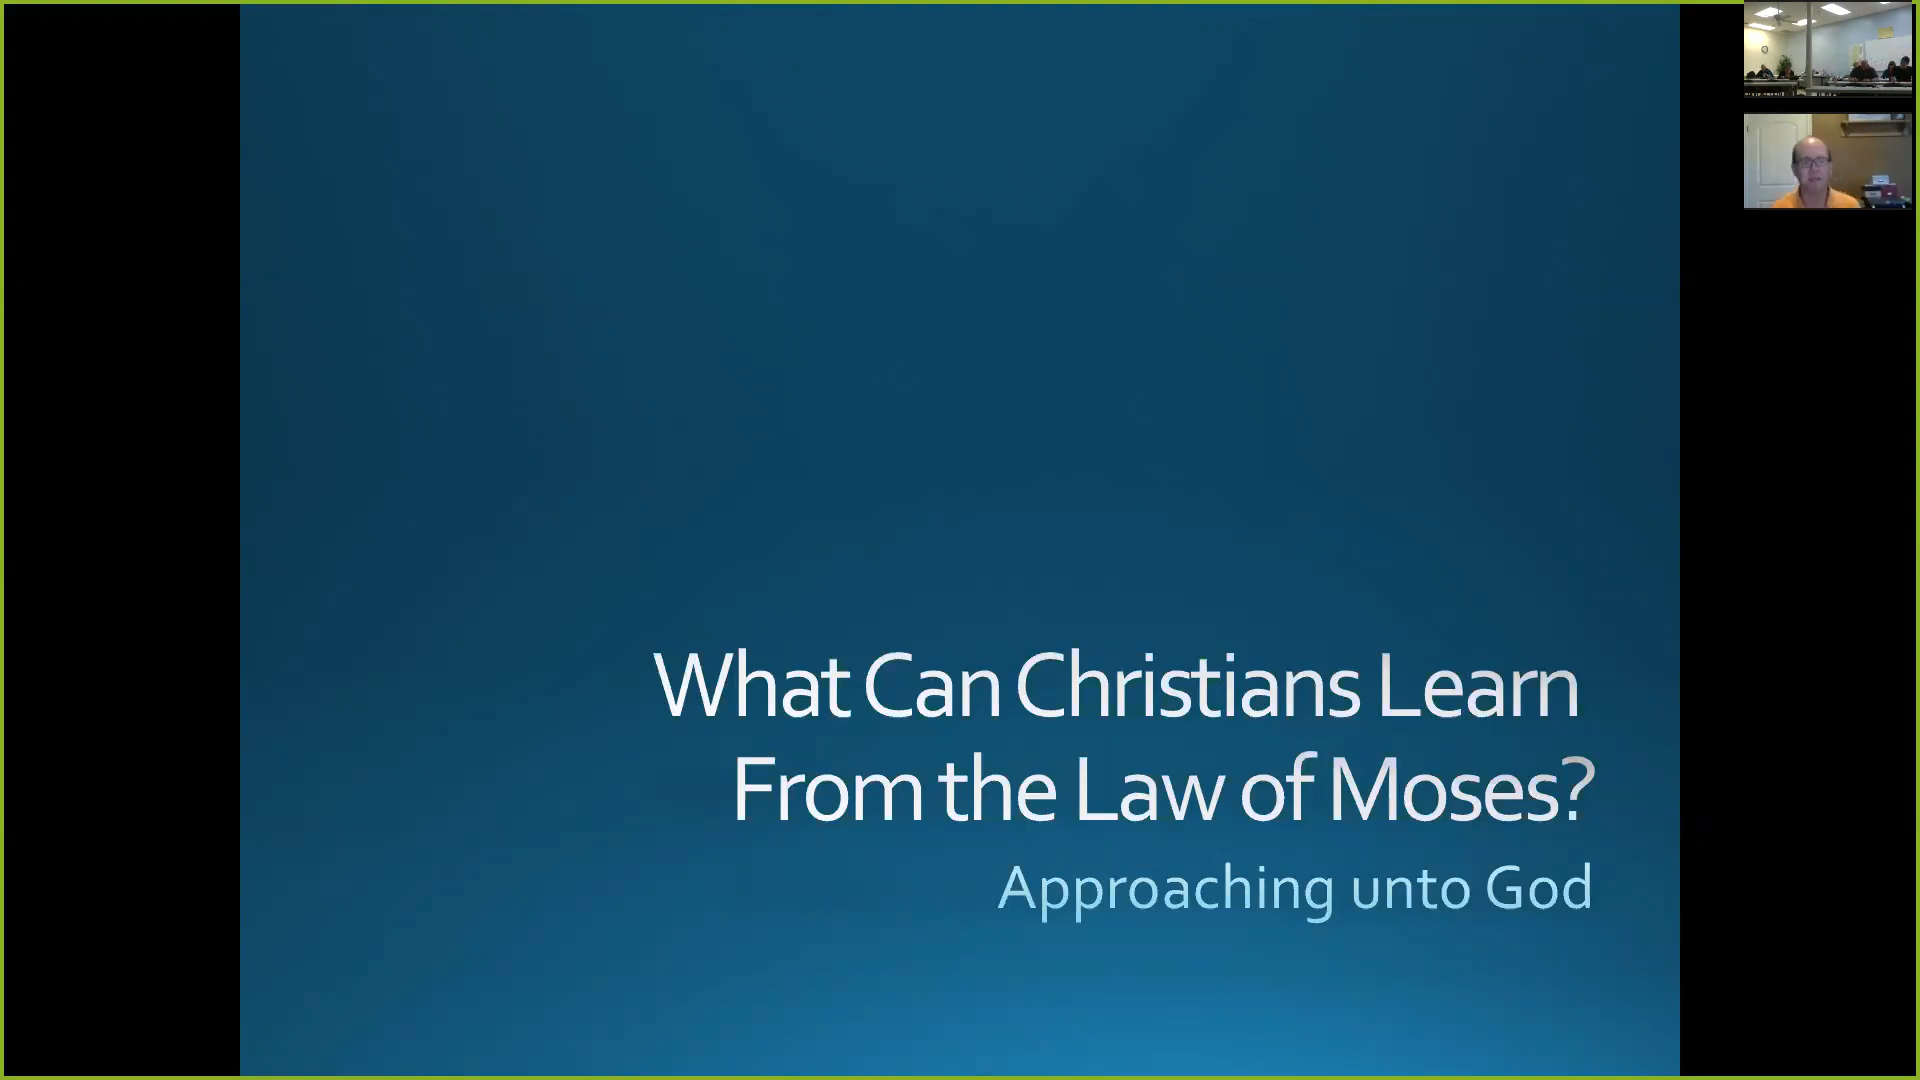 What Can Christians Learn
From the Law of Moses?
Approaching unto God